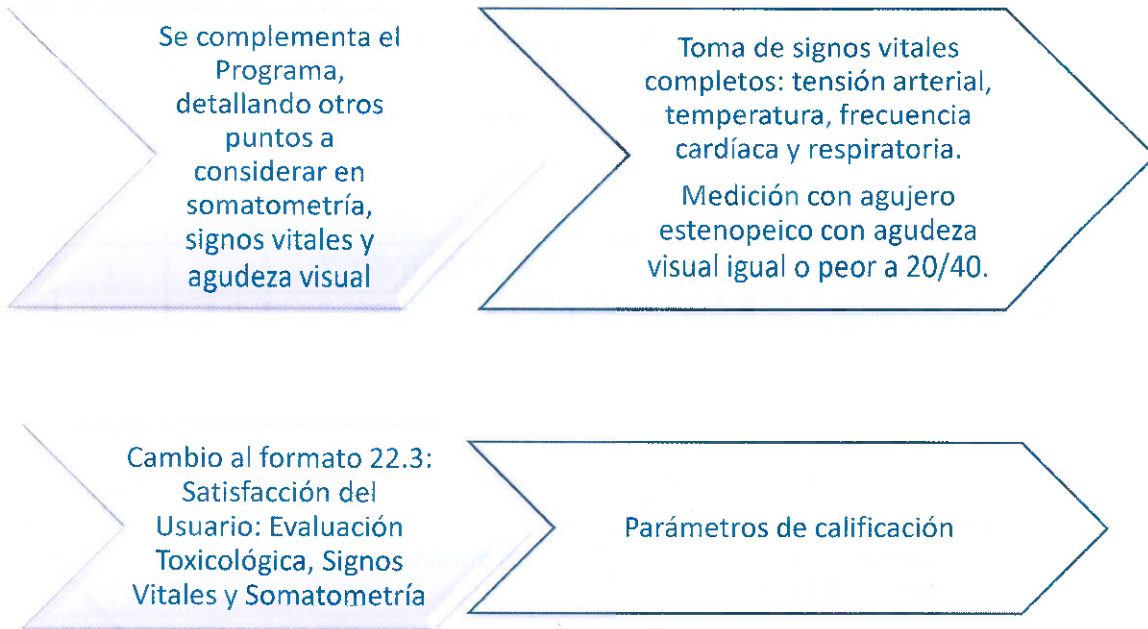 Se complementa el
Programa,
detallando otros
puntos a
considerar en
somatometría,
signos vitales y
agudeza visual
Toma de signos vitales
completos: tensión arterial,
temperatura, frecuencia
cardíaca y respiratoria.
Medición con agujero
estenopeico con agudeza
visual igual o peor a 20/40.
Cambio al formato 22.3:
Satisfacción del
Usuario: Evaluación
Toxicológica, Signos
Vitales y Somatometría
Parámetros de calificación